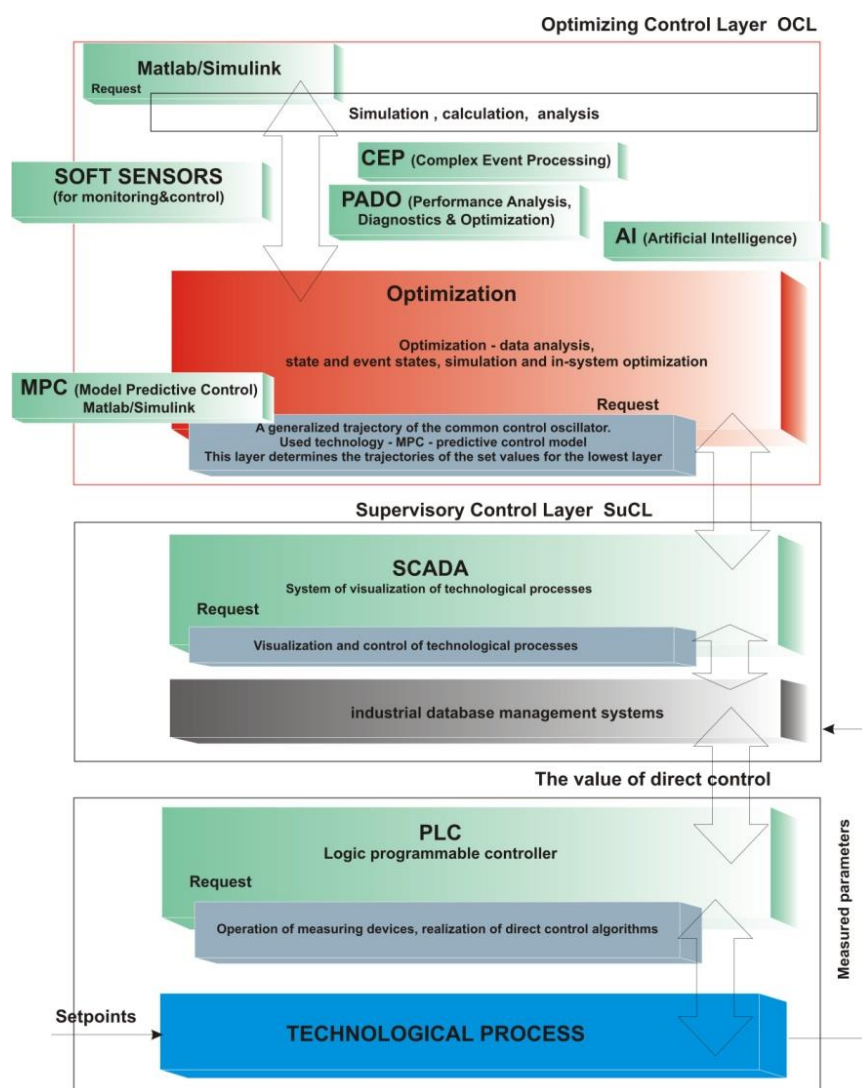 Optimizing Control Layer OCL
Matlab/Simulink
Request
Simulation , calculation, analysis
CEP (Complex Event Processing)
SOFT SENSORS
(for monitoring&control)
PADO (Performance Analysis,
Diagnostics & Optimization)
AI (Artificial Intelligence)
Optimization
Optimization - data analysis,
state and event states, simulation and in-system optimization
MPC (Model Predictive Control)
Matlab/Simulink
Request
A generalized trajectory of the common control oscillator.
Used technology - MPC - predictive control model
This layer determines the trajectories of the set values for the lowest layer
Supervisory Control Layer SuCL
SCADA
System of visualization of technological processes
Request
Visualization and control of technological processes
industrial database management systems
The value of direct control
PLC
Logic programmable controller
Request
Operation of measuring devices, realization of direct control algorithms
Measured parameters
Setpoints
TECHNOLOGICAL PROCESS